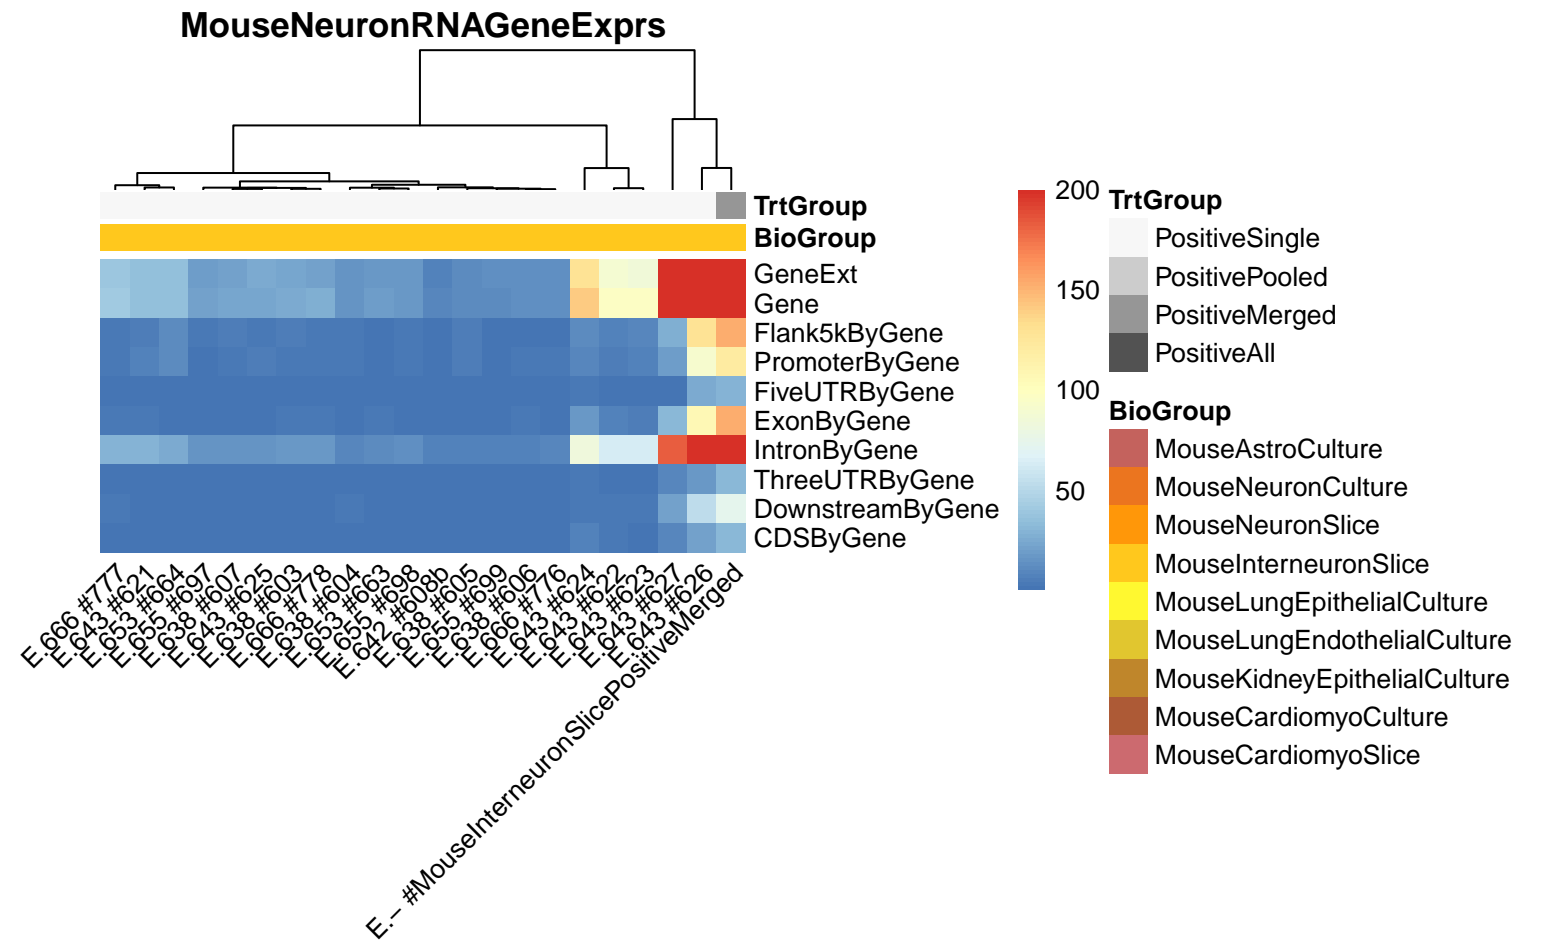 MouseNeuronRNAGeneExprs
TrtGroup
BioGroup
GeneExt
Gene
Flank5kByGene
PromoterByGene
FiveUTRByGene
ExonByGene
IntronByGene
ThreeUTRByGene
DownstreamByGene
CDSByGene
E.666 #777
E.643 #621
E.653 #664
E.655 #697
E.638 #607
E.643 #625
E.638 #603
E.666 #778
E.638 #604
E.653 #663
E.655 #698
E.642 #608b
E.638 #605
E.655 #699
E.638 #606
E.666 #776
E.643 #624
E.643 #622
E.643 #623
E.643 #627
E.643 #626
E.– #MouseInterneuronSlicePositiveMerged
200
150
100
50
TrtGroup
PositiveSingle
PositivePooled
PositiveMerged
PositiveAll
BioGroup
MouseAstroCulture
MouseNeuronCulture
MouseNeuronSlice
MouseInterneuronSlice
MouseLungEpithelialCulture
MouseLungEndothelialCulture
MouseKidneyEpithelialCulture
MouseCardiomyoCulture
MouseCardiomyoSlice